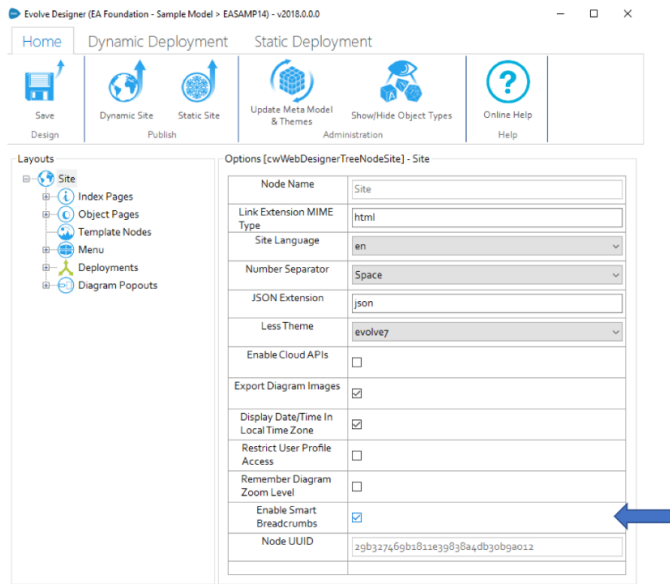 Evolve Designer (EA Foundation - Sample Model > EASAMP14) - v2018.0.0.0
Home Dynamic Deployment Static Deployment
Save Dynamic Site Static Site Update Meta Model & Themes Show/Hide Object Types Online Help
Design Publish Administration Help
Layouts
Site
Index Pages
Object Pages
Template Nodes
Menu
Deployments
Diagram Popouts
Options [cwWebDesignerTreeNodeSite] - Site
Node Name Site
Link Extension MIME Type html
Site Language en
Number Separator Space
JSON Extension json
Less Theme evolve7
Enable Cloud APIs
Export Diagram Images
Display Date/Time In Local Time Zone
Restrict User Profile Access
Remember Diagram Zoom Level
Enable Smart Breadcrumbs
Node UUID 29b327469b1811e39838a4db30b9a012